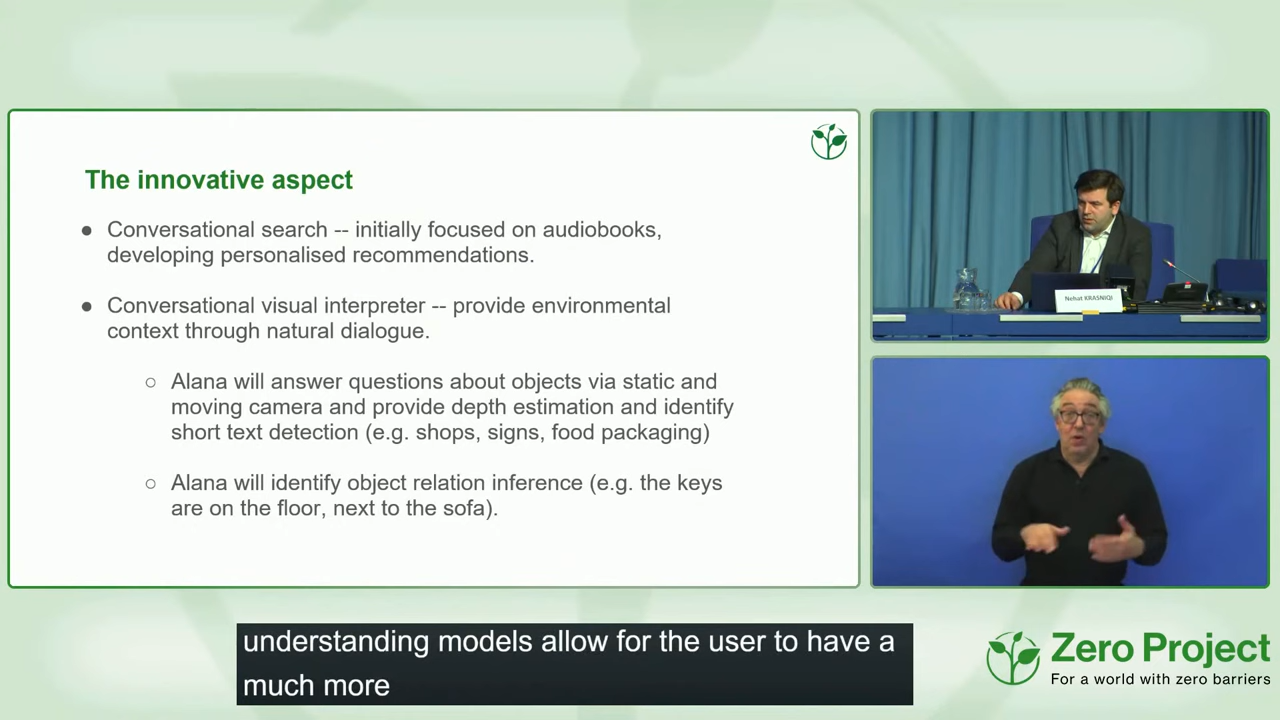 The innovative aspect
● Conversational search -- initially focused on audiobooks,
developing personalised recommendations.
● Conversational visual interpreter -- provide environmental
context through natural dialogue.
○ Alana will answer questions about objects via static and
moving camera and provide depth estimation and identify
short text detection (e.g. shops, signs, food packaging)
○ Alana will identify object relation inference (e.g. the keys
are on the floor, next to the sofa).
Nehat KRASNIQI
understanding models allow for the user to have a
much more
Zero Project
For a world with zero barriers